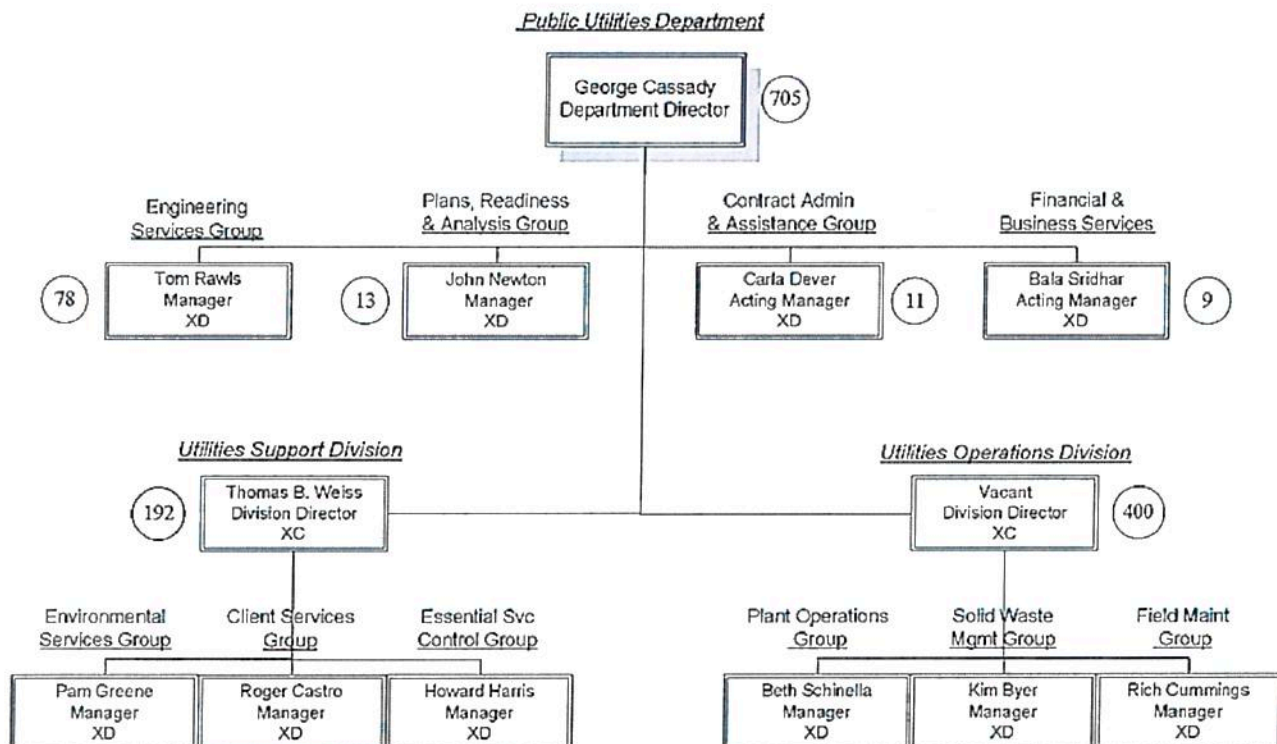 Public Utilities Department
George Cassady
Department Director
705
Engineering
Services Group
Plans, Readiness
& Analysis Group
Contract Admin
& Assistance Group
Financial &
Business Services
78
Tom Rawls
Manager
XD
13
John Newton
Manager
XD
Carla Dever
Acting Manager
XD
11
Bala Sridhar
Acting Manager
XD
9
Utilities Support Division
192
Thomas B. Weiss
Division Director
XC
Utilities Operations Division
Vacant
Division Director
XC
400
Environmental
Services Group
Client Services
Group
Essential Svc
Control Group
Plant Operations
Group
Solid Waste
Mgmt Group
Field Maint
Group
Pam Greene
Manager
XD
Roger Castro
Manager
XD
Howard Harris
Manager
XD
Beth Schinella
Manager
XD
Kim Byer
Manager
XD
Rich Cummings
Manager
XD